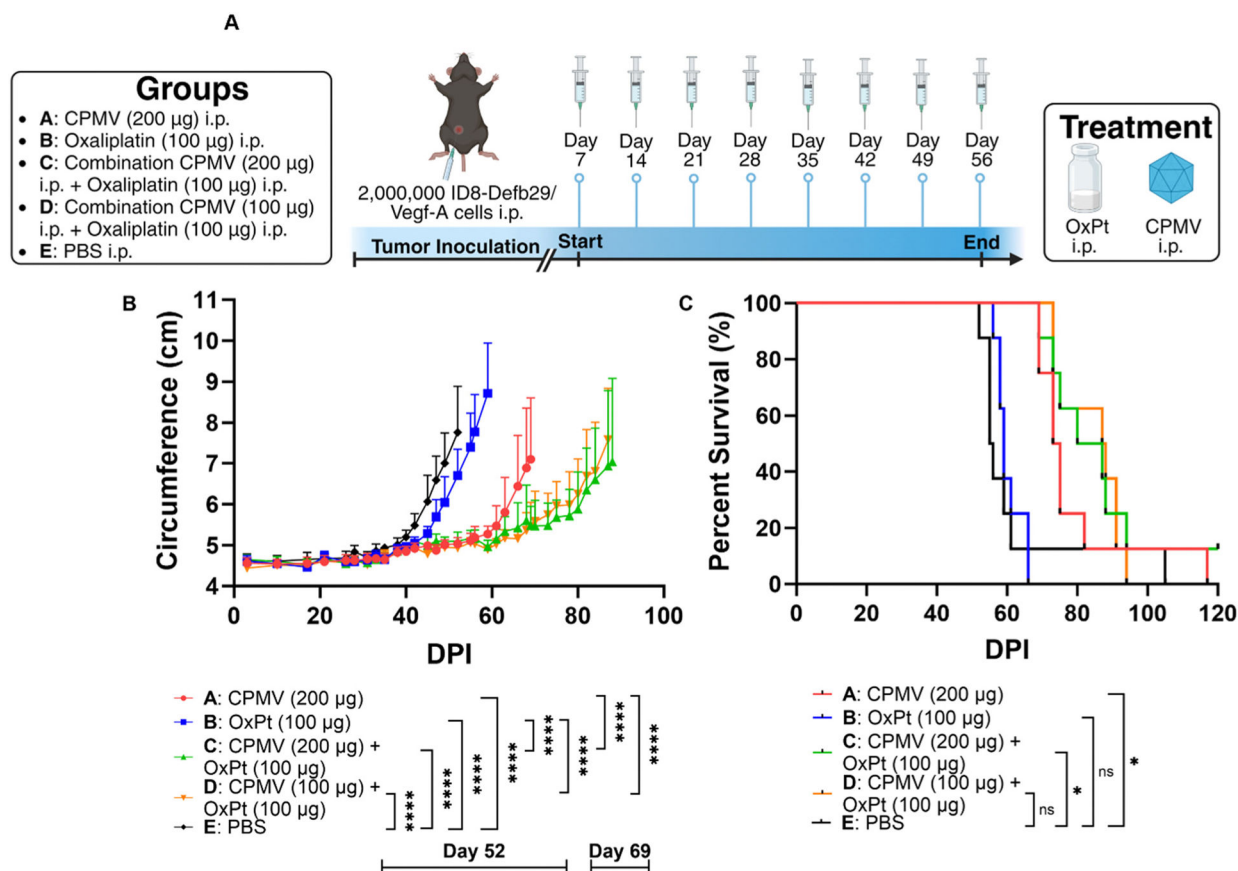 A
Groups
• A: CPMV (200 µg) i.p.
• B: Oxaliplatin (100 µg) i.p.
• C: Combination CPMV (200 µg)
i.p. + Oxaliplatin (100 µg) i.p.
• D: Combination CPMV (100 µg)
i.p. + Oxaliplatin (100 µg) i.p.
• E: PBS i.p.
2,000,000 ID8-Defb29/
Vegf-A cells i.p.
Tumor Inoculation
Day
7
Day
14
Day
21
Day
28
Day
35
Day
42
Day
49
Day
56
Start
End
Treatment
OxPt
i.p.
CPMV
i.p.
B
Circumference (cm)
11
10
9
8
7
6
5
4
0
20
40
60
80
100
DPI
A: CPMV (200 µg)
B: OxPt (100 µg)
C: CPMV (200 µg) +
OxPt (100 µg)
D: CPMV (100 µg) +
OxPt (100 µg)
E: PBS
****
****
****
****
****
****
****
****
Day 52
Day 69
C
Percent Survival (%)
100
80
60
40
20
0
0
20
40
60
80
100
120
DPI
A: CPMV (200 µg)
B: OxPt (100 µg)
C: CPMV (200 µg) +
OxPt (100 µg)
D: CPMV (100 µg) +
OxPt (100 µg)
E: PBS
ns
*
ns
*